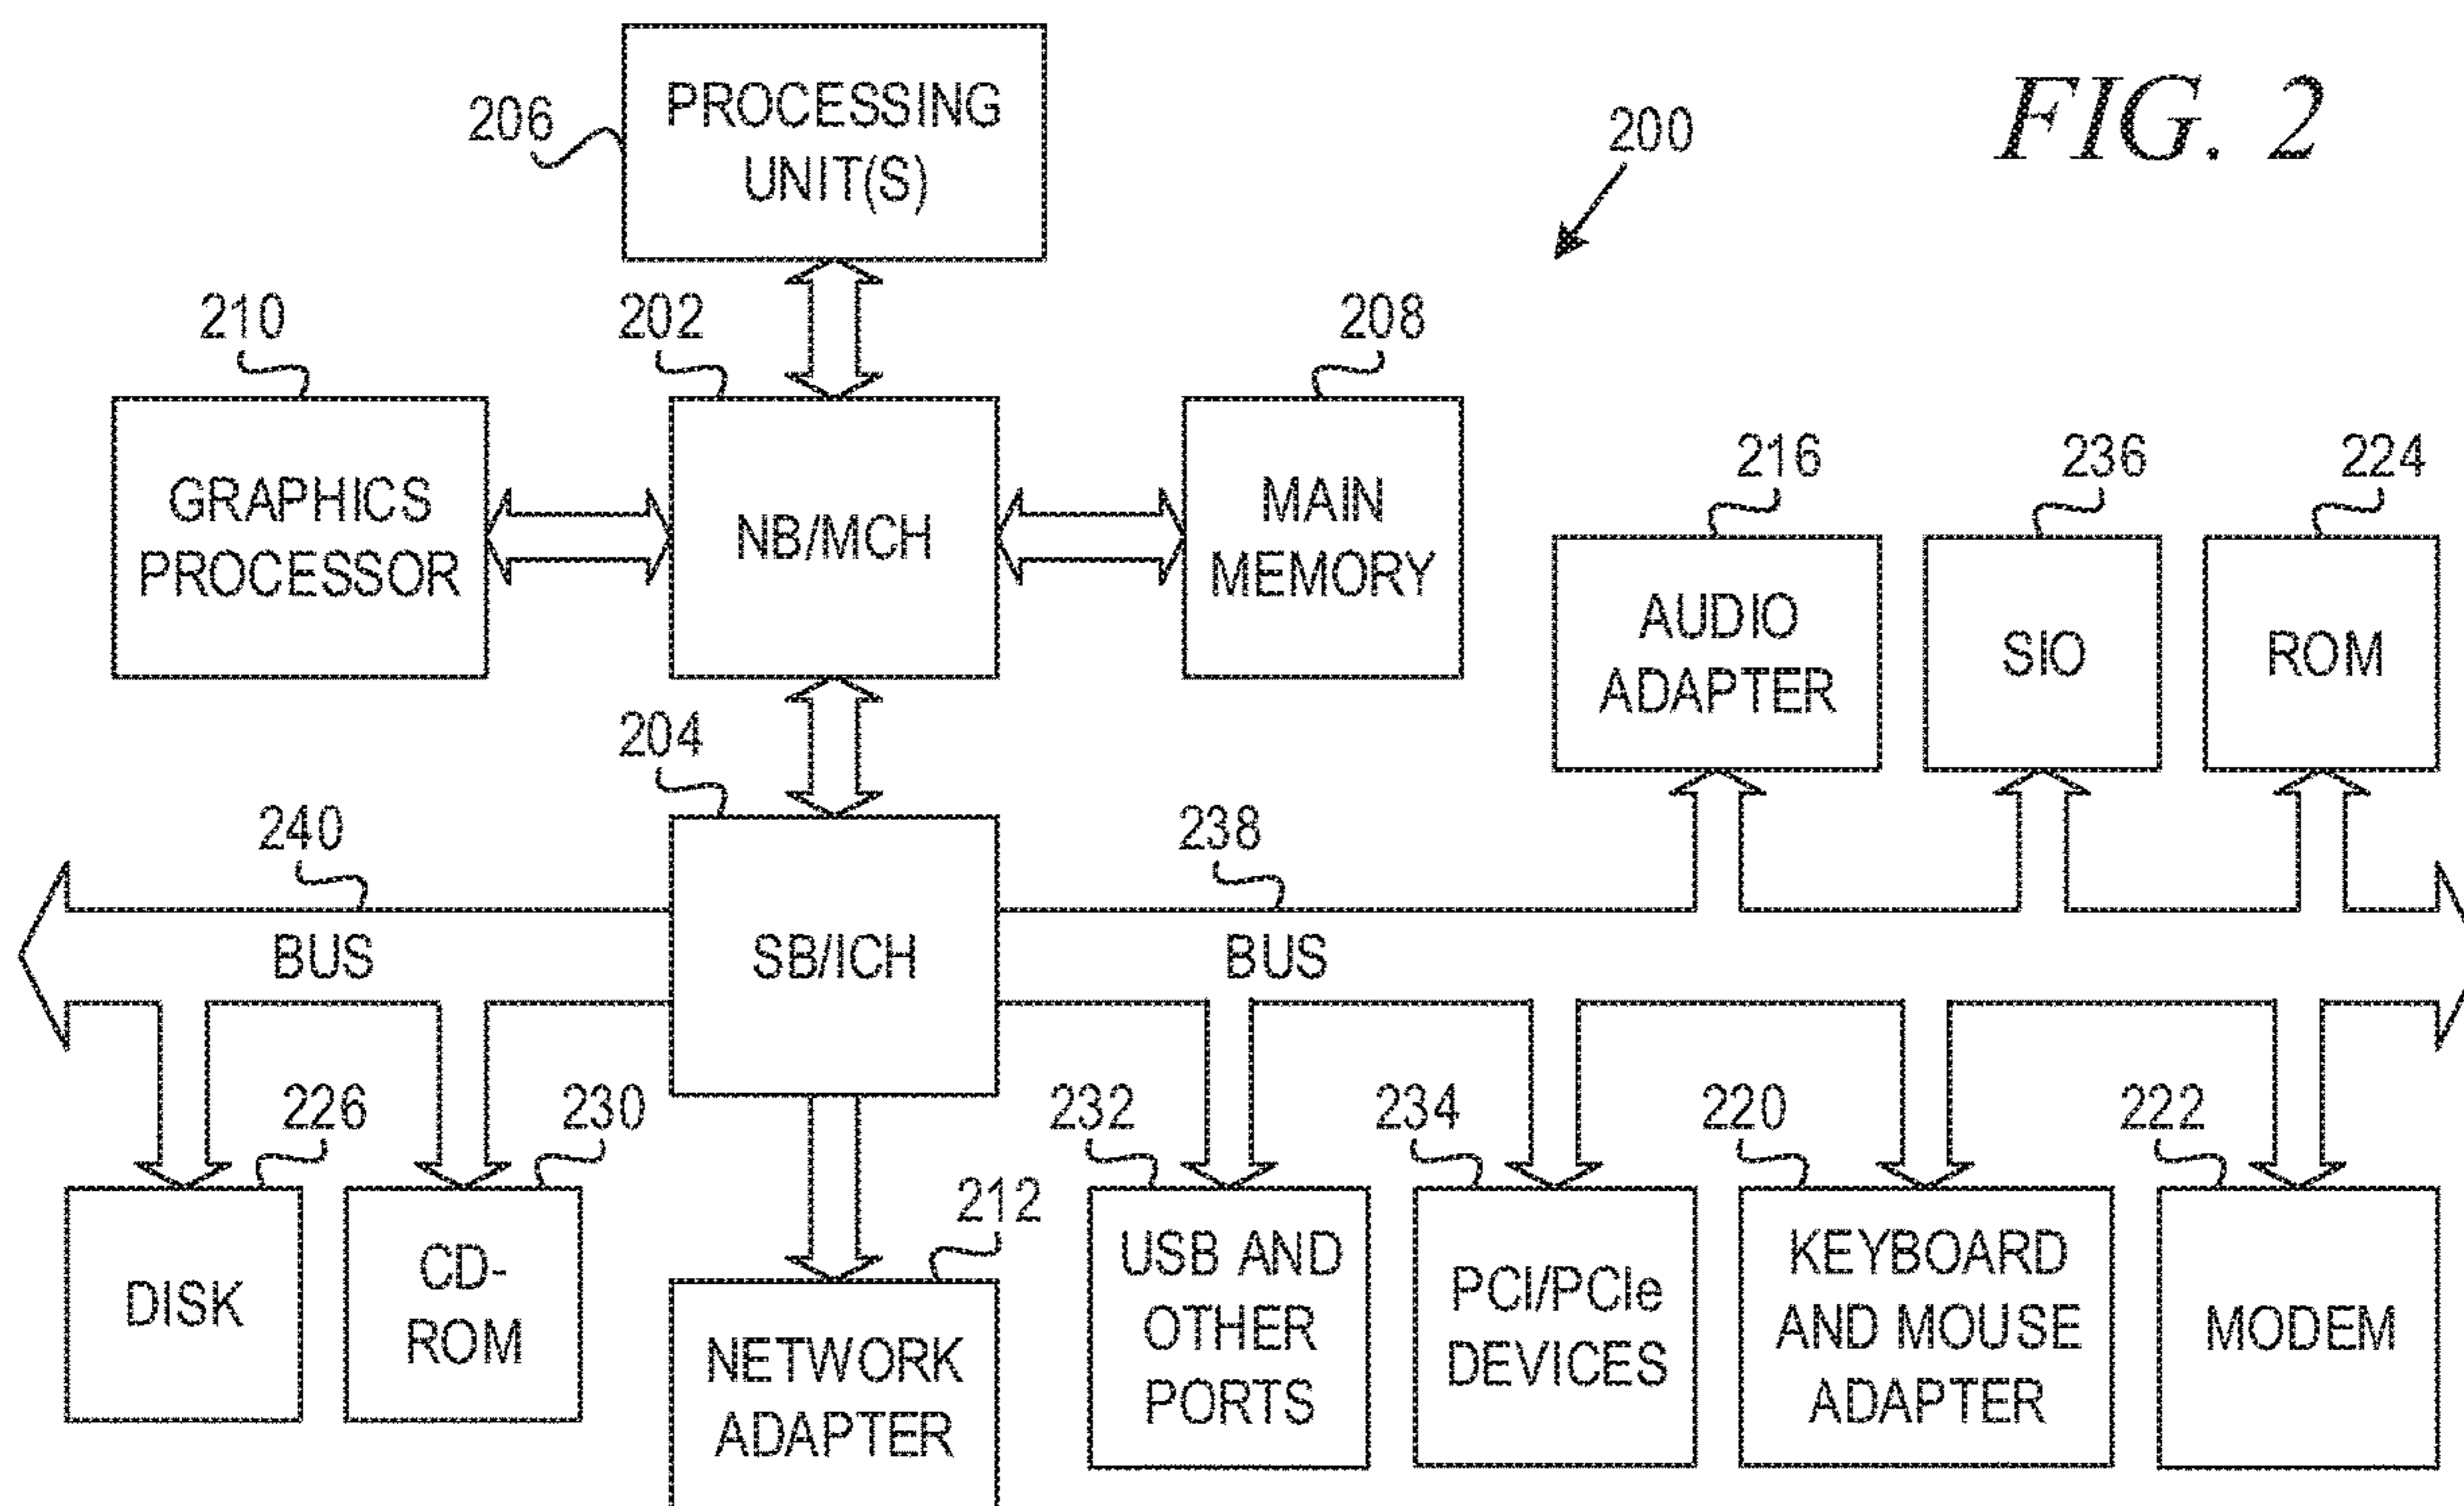 FIG. 2
200
206
PROCESSING
UNIT(S)
210
202
208
GRAPHICS
PROCESSOR
NB/MCH
MAIN
MEMORY
216
236
224
AUDIO
ADAPTER
SIO
ROM
204
240
238
BUS
SB/ICH
BUS
226
230
212
232
234
220
222
DISK
CD-
ROM
NETWORK
ADAPTER
USB AND
OTHER
PORTS
PCI/PCIe
DEVICES
KEYBOARD
AND MOUSE
ADAPTER
MODEM